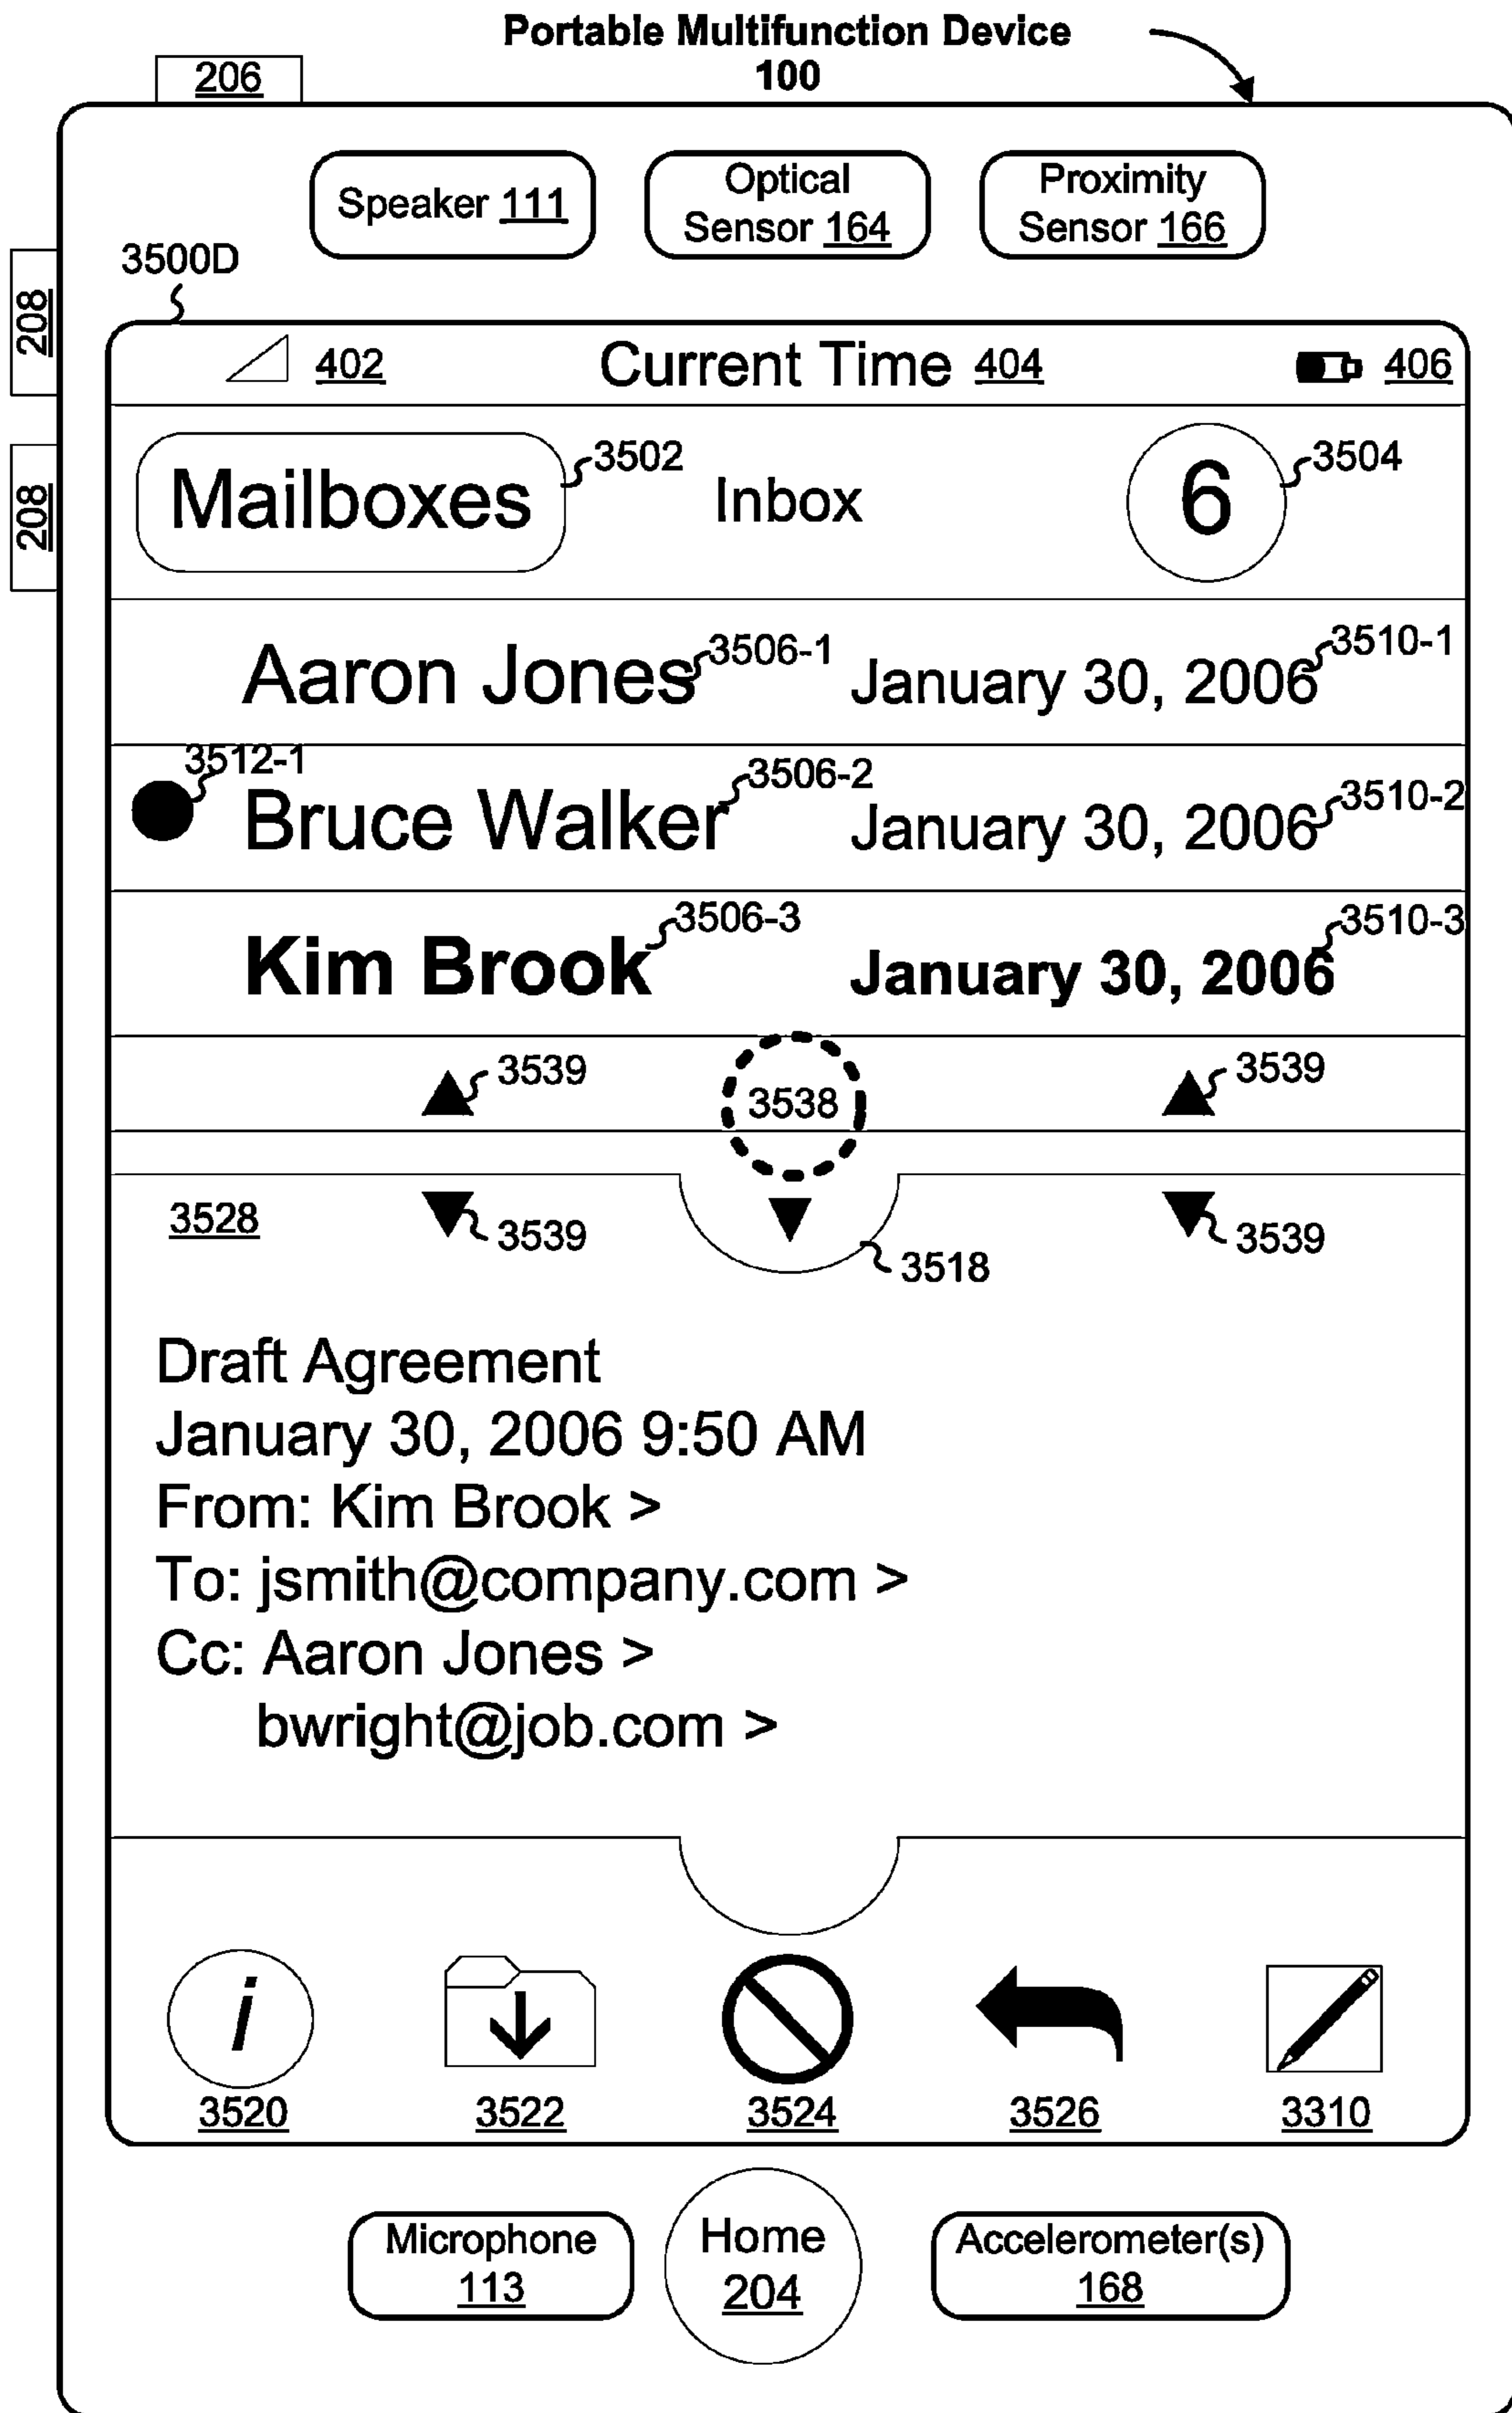 Portable Multifunction Device
100
206
Speaker 111
Optical
Sensor 164
Proximity
Sensor 166
3500D
208
208
402
Current Time 404
406
Mailboxes
3502
Inbox
6
3504
Aaron Jones
3506-1
January 30, 2006
3510-1
3512-1
Bruce Walker
3506-2
January 30, 2006
3510-2
Kim Brook
3506-3
January 30, 2006
3510-3
3539
3538
3539
3528
3539
3518
3539
Draft Agreement
January 30, 2006 9:50 AM
From: Kim Brook >
To: jsmith@company.com >
Cc: Aaron Jones >
bwright@job.com >
i
3520
3522
3524
3526
3310
Microphone
113
Home
204
Accelerometer(s)
168